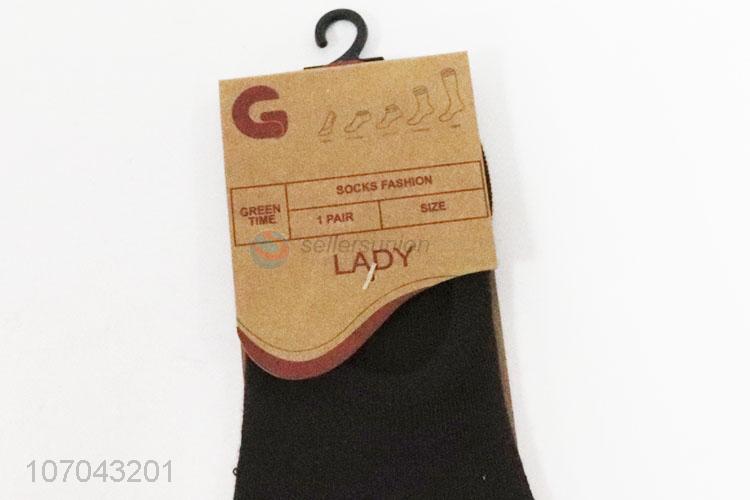 G
SOCKS FASHION
GREEN TIME
1 PAIR
SIZE
sellersunion
LADY
107043201